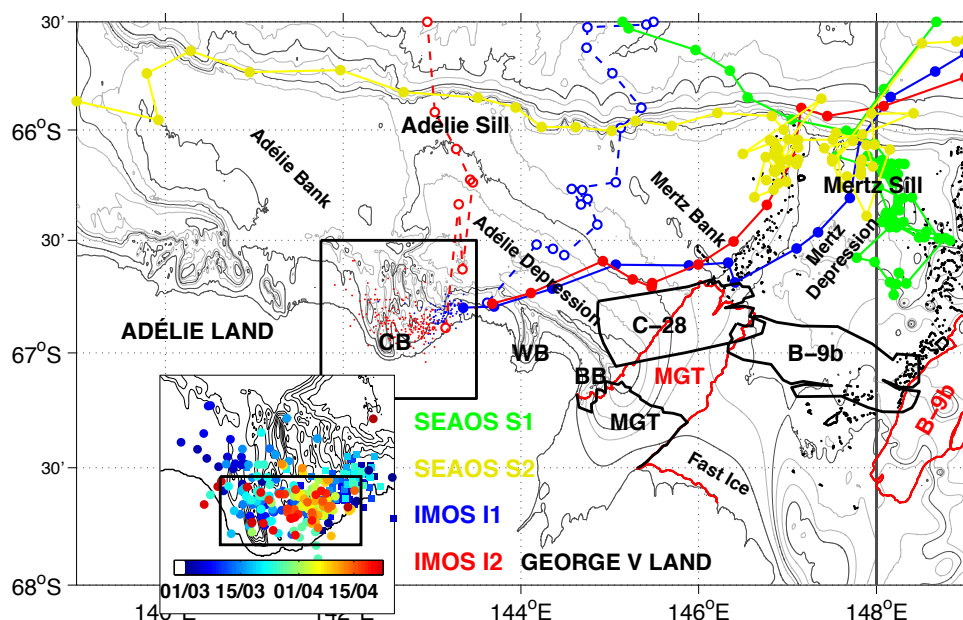 30'
66°S
30'
67°S
30'
68°S
Adélie Bank
Adélie Sill
Adélie Depression
Mertz Bank
Mertz Sill
Mertz
Depression
ADÉLIE LAND
CB
WB
BB
C-28
B-9b
MGT
MGT
B-9b
Fast Ice
SEAOS S1
SEAOS S2
IMOS I1
IMOS I2
GEORGE V LAND
01/03 15/03 01/04 15/04
140°E 142°E 144°E 146°E 148°E